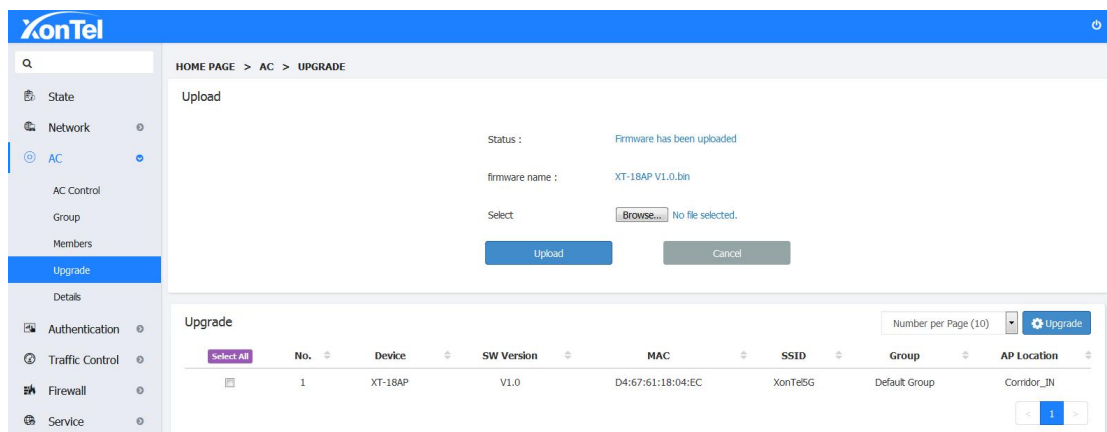 XonTel
HOME PAGE > AC > UPGRADE
State
Network
AC
AC Control
Group
Members
Upgrade
Details
Authentication
Traffic Control
Firewall
Service
Upload
Status : Firmware has been uploaded
firmware name : XT-18AP V1.0.bin
Select Browse... No file selected.
Upload Cancel
Upgrade Number per Page (10) Upgrade
Select All No. Device SW Version MAC SSID Group AP Location
1 XT-18AP V1.0 D4:67:61:18:04:EC XonTel5G Default Group Corridor_IN
< 1 >